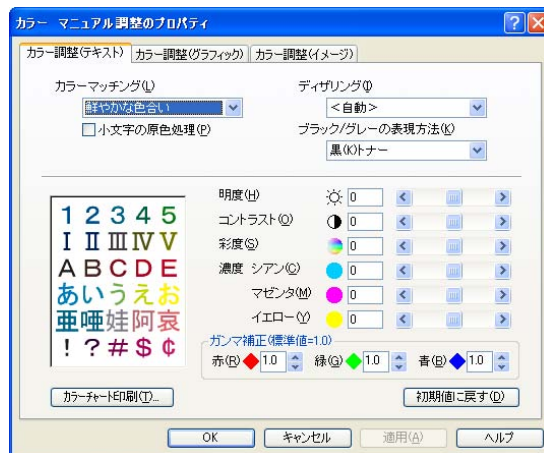 カラー マニュアル調整のプロパティ
カラー調整(テキスト) カラー調整(グラフィック) カラー調整(イメージ)
カラーマッチング(L)
鮮やかな色合い
小文字の原色処理(P)
ディザリング(I)
<自動>
ブラック/グレーの表現方法(K)
黒(K)トナー
1 2 3 4 5
I II III IV V
A B C D E
あ い う え お
亜 唖 娃 阿 哀
! ? # $ ¢
明度(H) 0
コントラスト(O) 0
彩度(S) 0
濃度 シアン(C) 0
マゼンタ(M) 0
イエロー(Y) 0
ガンマ補正(標準値=1.0)
赤(R) 1.0 緑(G) 1.0 青(B) 1.0
カラーチャート印刷(T)... 初期値に戻す(D)
OK キャンセル 適用(A) ヘルプ